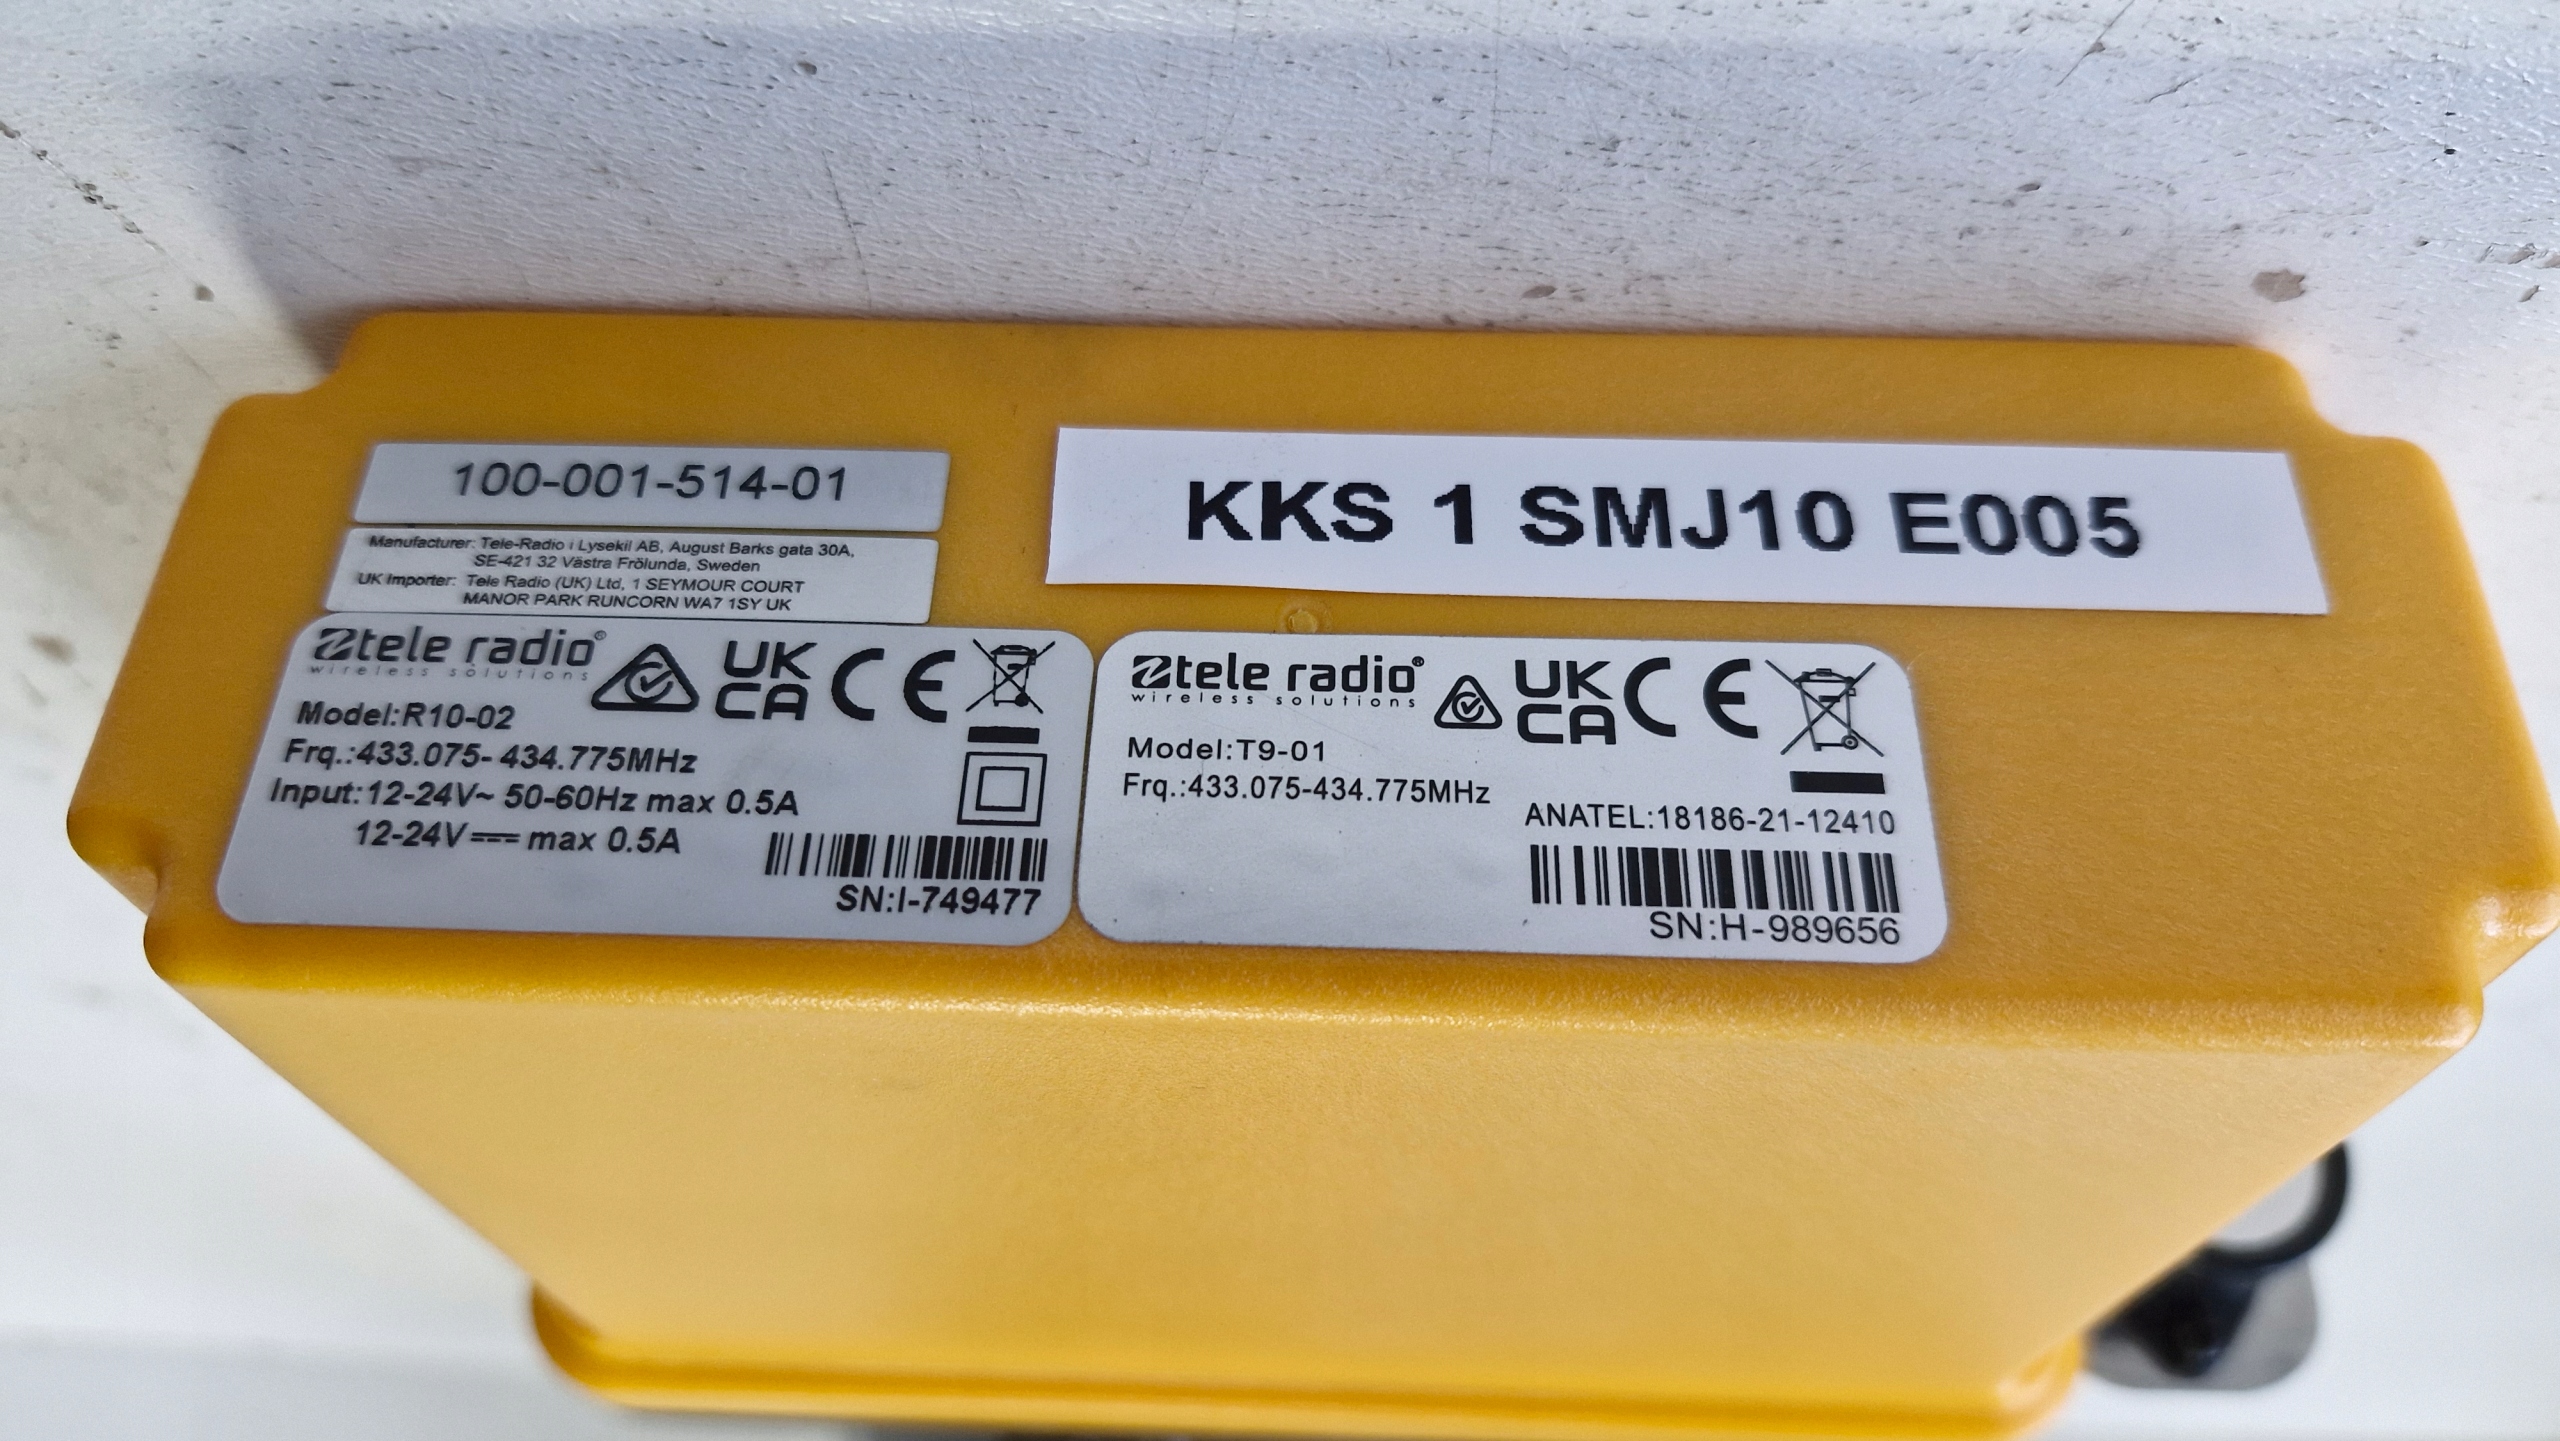 100-001-514-01
Manufacturer: Tele-Radio i Lysekil AB, August Barks gata 30A,
SE-421 32 Västra Frölunda, Sweden
UK Importer: Tele Radio (UK) Ltd, 1 SEYMOUR COURT
MANOR PARK RUNCORN WA7 1SY UK
KKS 1 SMJ10 E005
tele radio®
wireless solutions
UK
CA CE
Model:R10-02
Frq.:433.075- 434.775MHz
Input:12-24V~ 50-60Hz max 0.5A
12-24V⎓ max 0.5A
SN:I-749477
tele radio®
wireless solutions
UK
CA CE
Model:T9-01
Frq.:433.075-434.775MHz
ANATEL:18186-21-12410
SN:H-989656